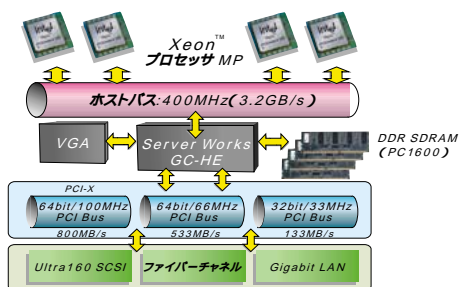 Xeon™
プロセッサ MP
ホストバス:400MHz(3.2GB/s)
VGA
Server Works
GC-HE
DDR SDRAM
(PC1600)
PCI-X
64bit/100MHz
PCI Bus
800MB/s
64bit/66MHz
PCI Bus
533MB/s
32bit/33MHz
PCI Bus
133MB/s
Ultra160 SCSI
ファイバーチャネル
Gigabit LAN